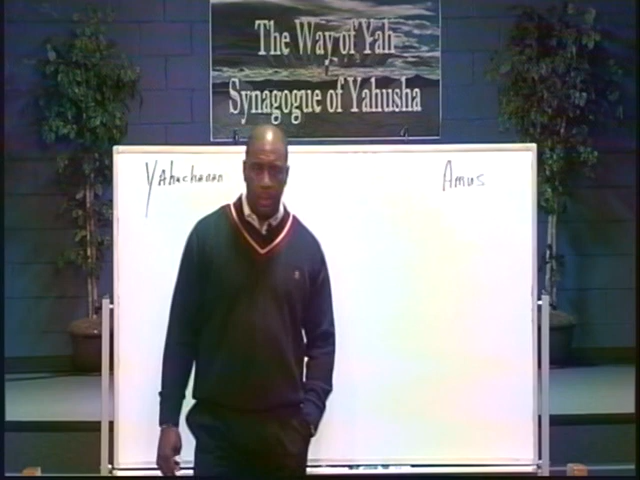 The Way of Yah
Synagogue of Yahusha
Yahuchanan
Amus